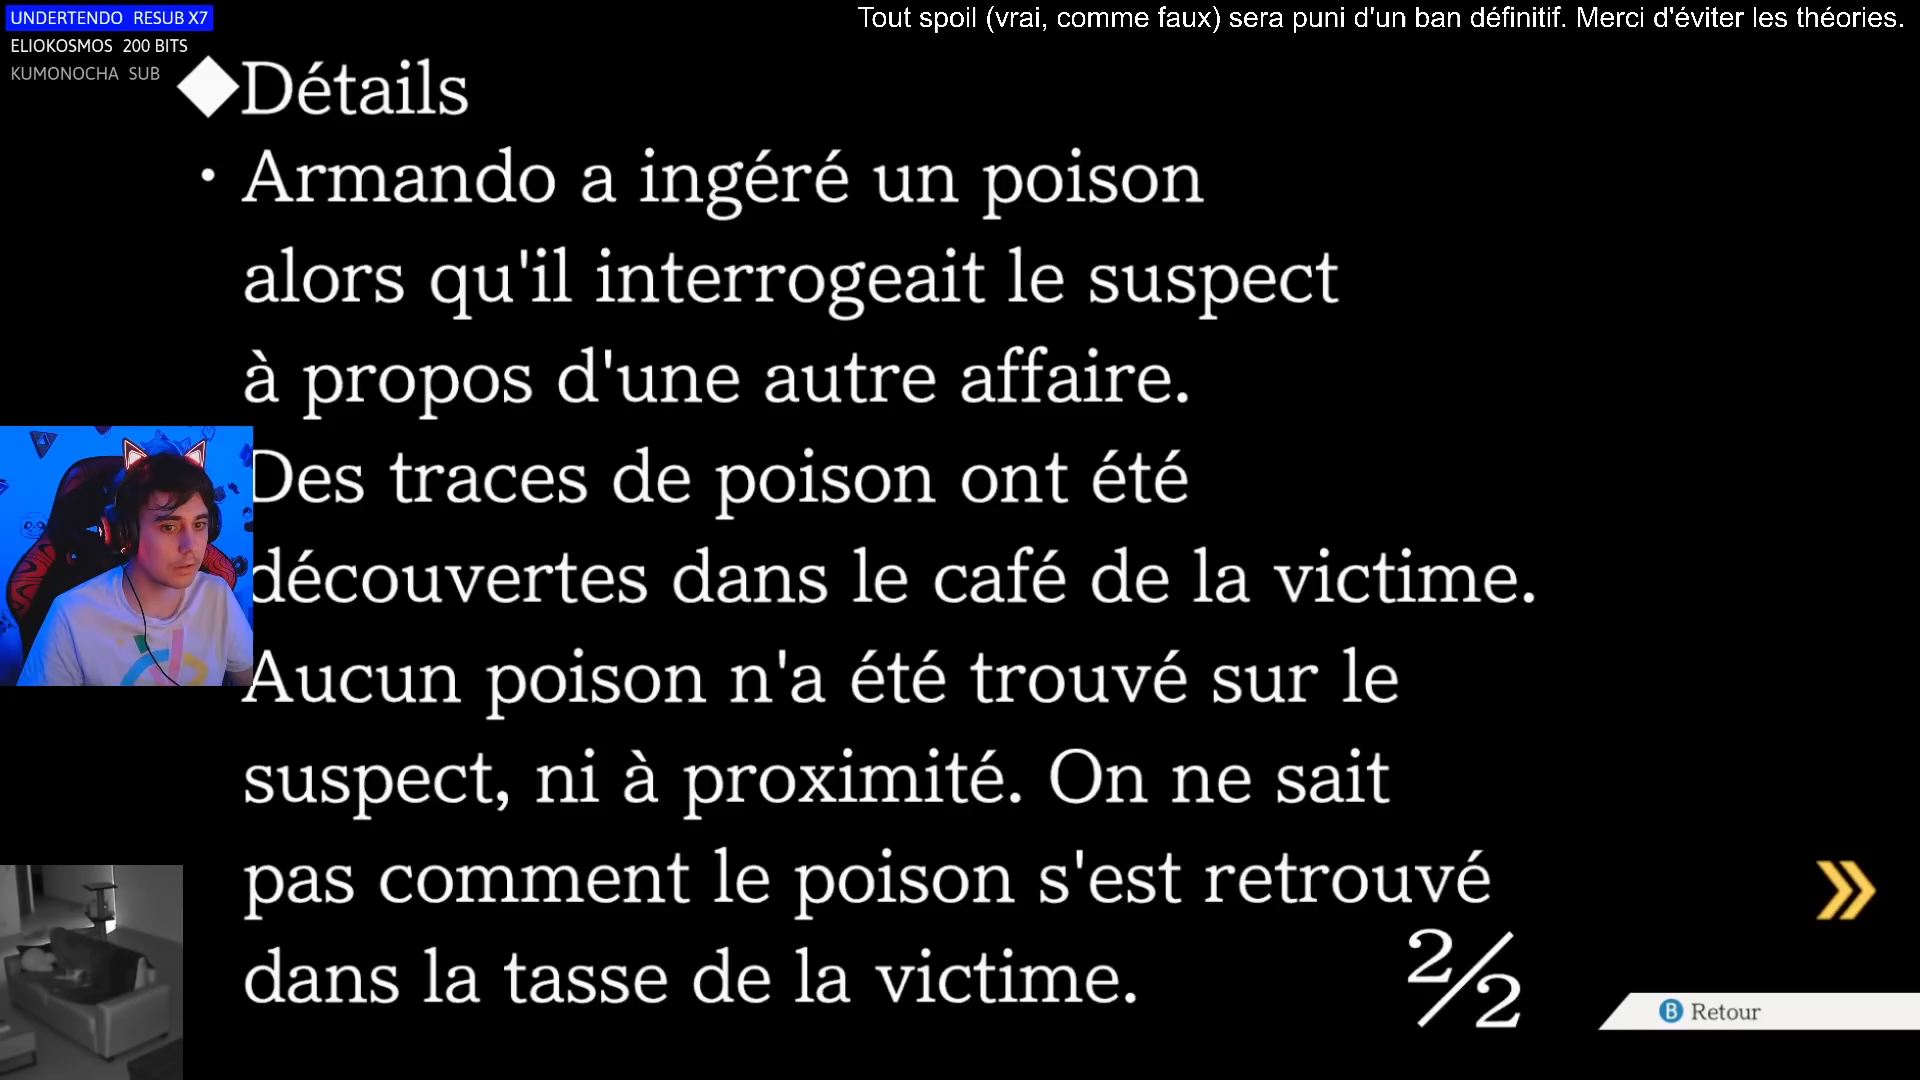 UNDERTENDO RESUB X7
Tout spoil (vrai, comme faux) sera puni d'un ban définitif. Merci d'éviter les théories.
ELIOKOSMOS 200 BITS
KUMONOCHA SUB
◆Détails
・Armando a ingéré un poison
alors qu'il interrogeait le suspect
à propos d'une autre affaire.
Des traces de poison ont été
découvertes dans le café de la victime.
Aucun poison n'a été trouvé sur le
suspect, ni à proximité. On ne sait
pas comment le poison s'est retrouvé
dans la tasse de la victime.
2/2
B Retour